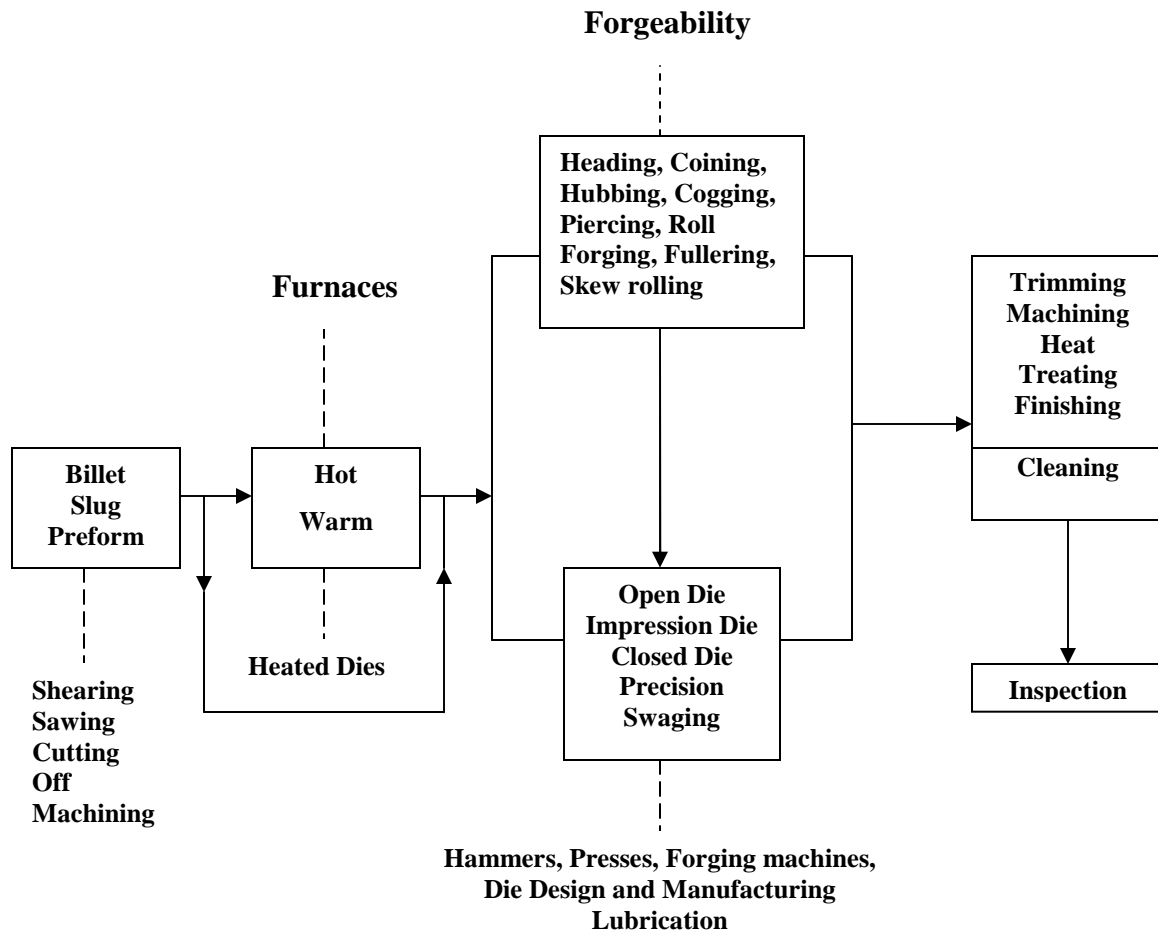 Forgeability
Heading, Coining,
Hubbing, Cogging,
Piercing, Roll
Forging, Fullering,
Skew rolling
Furnaces
Trimming
Machining
Heat
Treating
Finishing
Cleaning
Billet
Slug
Preform
Hot
Warm
Open Die
Impression Die
Closed Die
Precision
Swaging
Heated Dies
Inspection
Shearing
Sawing
Cutting
Off
Machining
Hammers, Presses, Forging machines,
Die Design and Manufacturing
Lubrication